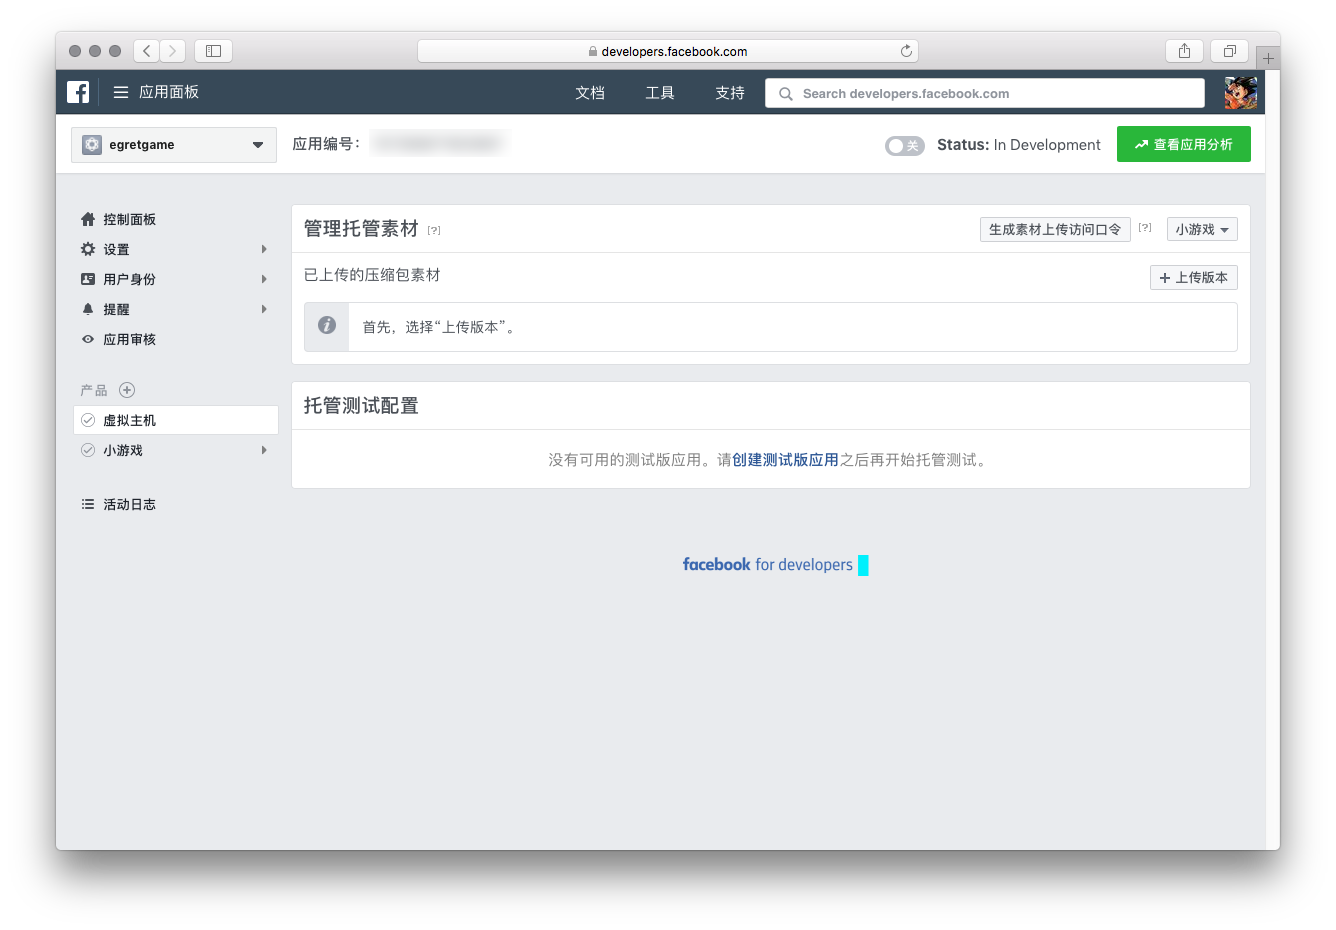 developers.facebook.com
应用面板
文档 工具 支持 Search developers.facebook.com
egretgame 应用编号： 关 Status: In Development 查看应用分析
控制面板
设置
用户身份
提醒
应用审核
产品
虚拟主机
小游戏
活动日志
管理托管素材 [?] 生成素材上传访问口令 [?] 小游戏
已上传的压缩包素材 + 上传版本
首先，选择“上传版本”。
托管测试配置
没有可用的测试版应用。请创建测试版应用之后再开始托管测试。
facebook for developers